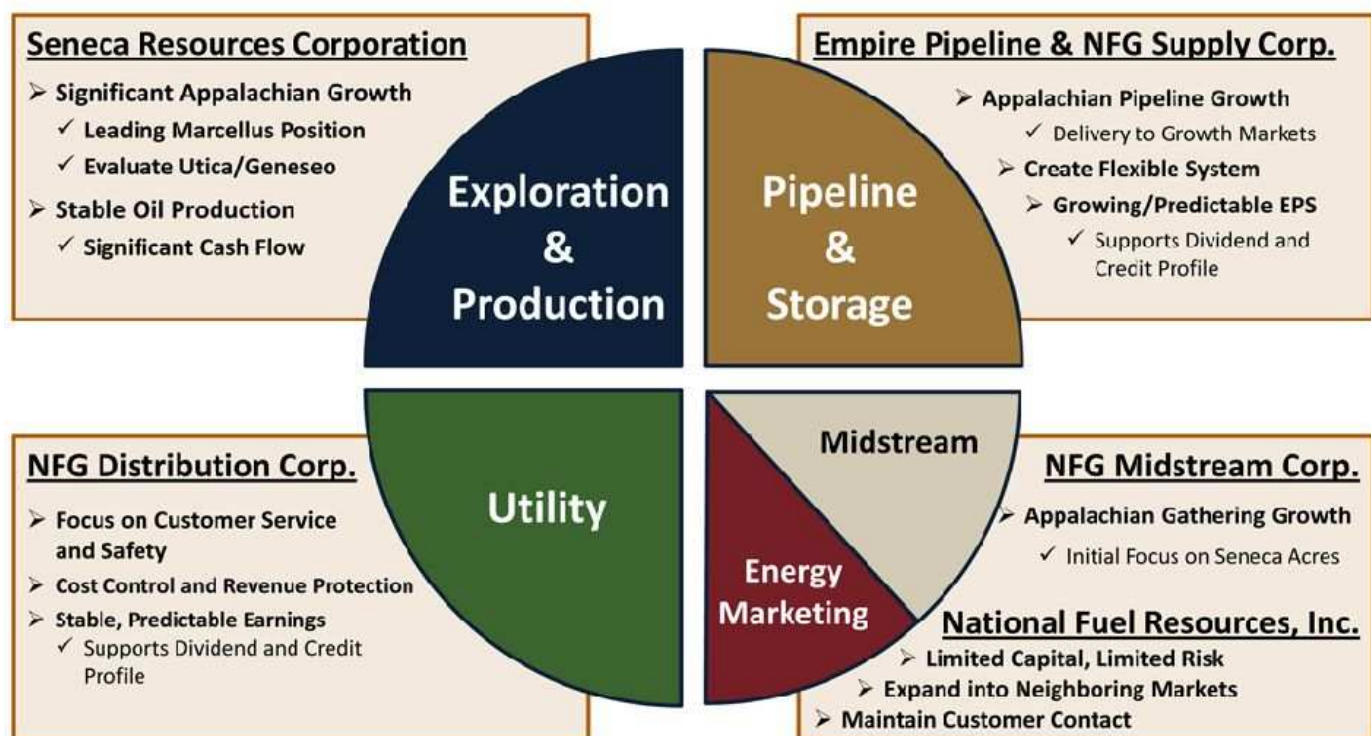 Seneca Resources Corporation
➤ Significant Appalachian Growth
✓ Leading Marcellus Position
✓ Evaluate Utica/Geneseo
➤ Stable Oil Production
✓ Significant Cash Flow
Exploration
&
Production
Empire Pipeline & NFG Supply Corp.
➤ Appalachian Pipeline Growth
✓ Delivery to Growth Markets
➤ Create Flexible System
➤ Growing/Predictable EPS
✓ Supports Dividend and
Credit Profile
Pipeline
&
Storage
NFG Distribution Corp.
➤ Focus on Customer Service
and Safety
➤ Cost Control and Revenue Protection
➤ Stable, Predictable Earnings
✓ Supports Dividend and Credit
Profile
Utility
Midstream
Energy
Marketing
NFG Midstream Corp.
➤ Appalachian Gathering Growth
✓ Initial Focus on Seneca Acres
National Fuel Resources, Inc.
➤ Limited Capital, Limited Risk
➤ Expand into Neighboring Markets
➤ Maintain Customer Contact